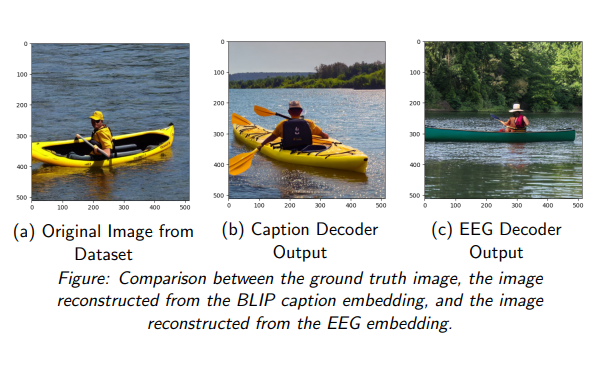 0
100
200
300
400
500
0 100 200 300 400 500
0
100
200
300
400
500
0 100 200 300 400 500
0
100
200
300
400
500
0 100 200 300 400 500
(a) Original Image from
Dataset
(b) Caption Decoder
Output
(c) EEG Decoder
Output
Figure: Comparison between the ground truth image, the image
reconstructed from the BLIP caption embedding, and the image
reconstructed from the EEG embedding.